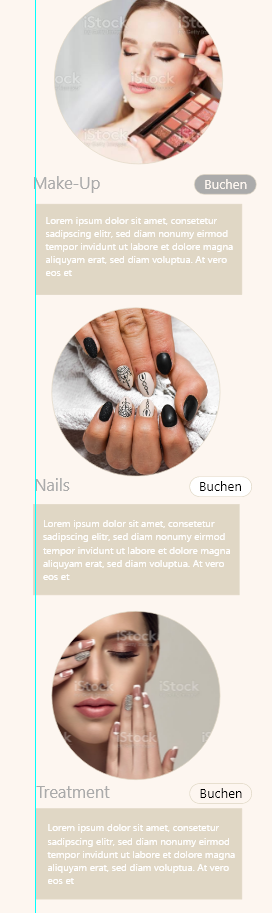 iStock
Make-Up
Buchen
Lorem ipsum dolor sit amet, consetetur
sadipscing elitr, sed diam nonumy eirmod
tempor invidunt ut labore et dolore magna
aliquyam erat, sed diam voluptua. At vero
eos et
Nails
Buchen
Lorem ipsum dolor sit amet, consetetur
sadipscing elitr, sed diam nonumy eirmod
tempor invidunt ut labore et dolore magna
aliquyam erat, sed diam voluptua. At vero
eos et
iStock
iStock
Treatment
Buchen
Lorem ipsum dolor sit amet, consetetur
sadipscing elitr, sed diam nonumy eirmod
tempor invidunt ut labore et dolore magna
aliquyam erat, sed diam voluptua. At vero
eos et